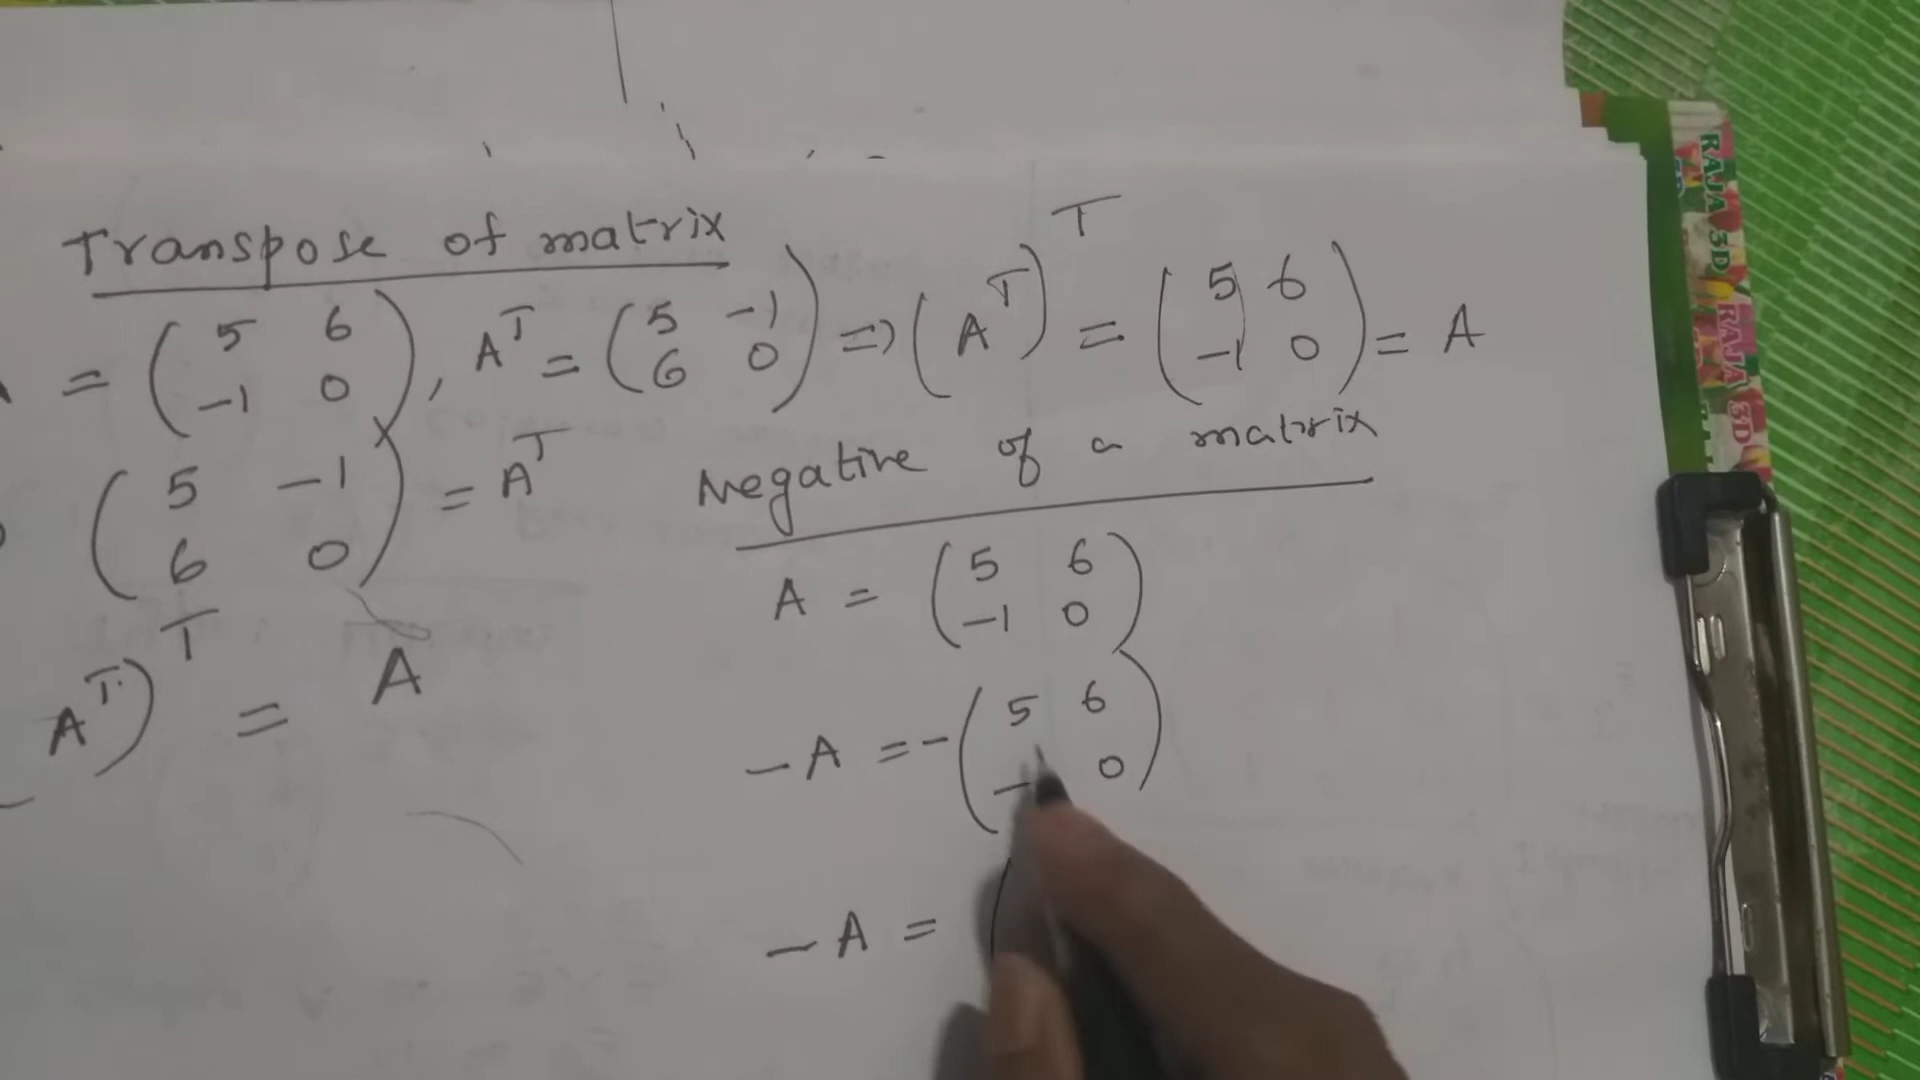 Transpose of matrix
= (5 6
-1 0), A^T = (5 -1
6 0) => (A^T)^T = (5 6
-1 0) = A
(5 -1
6 0) = A^T
A^T)^T = A
Negative of a matrix
A = (5 6
-1 0)
-A = -(5 6
-1 0)
-A = (
RAJA 3D
RAJA 3D